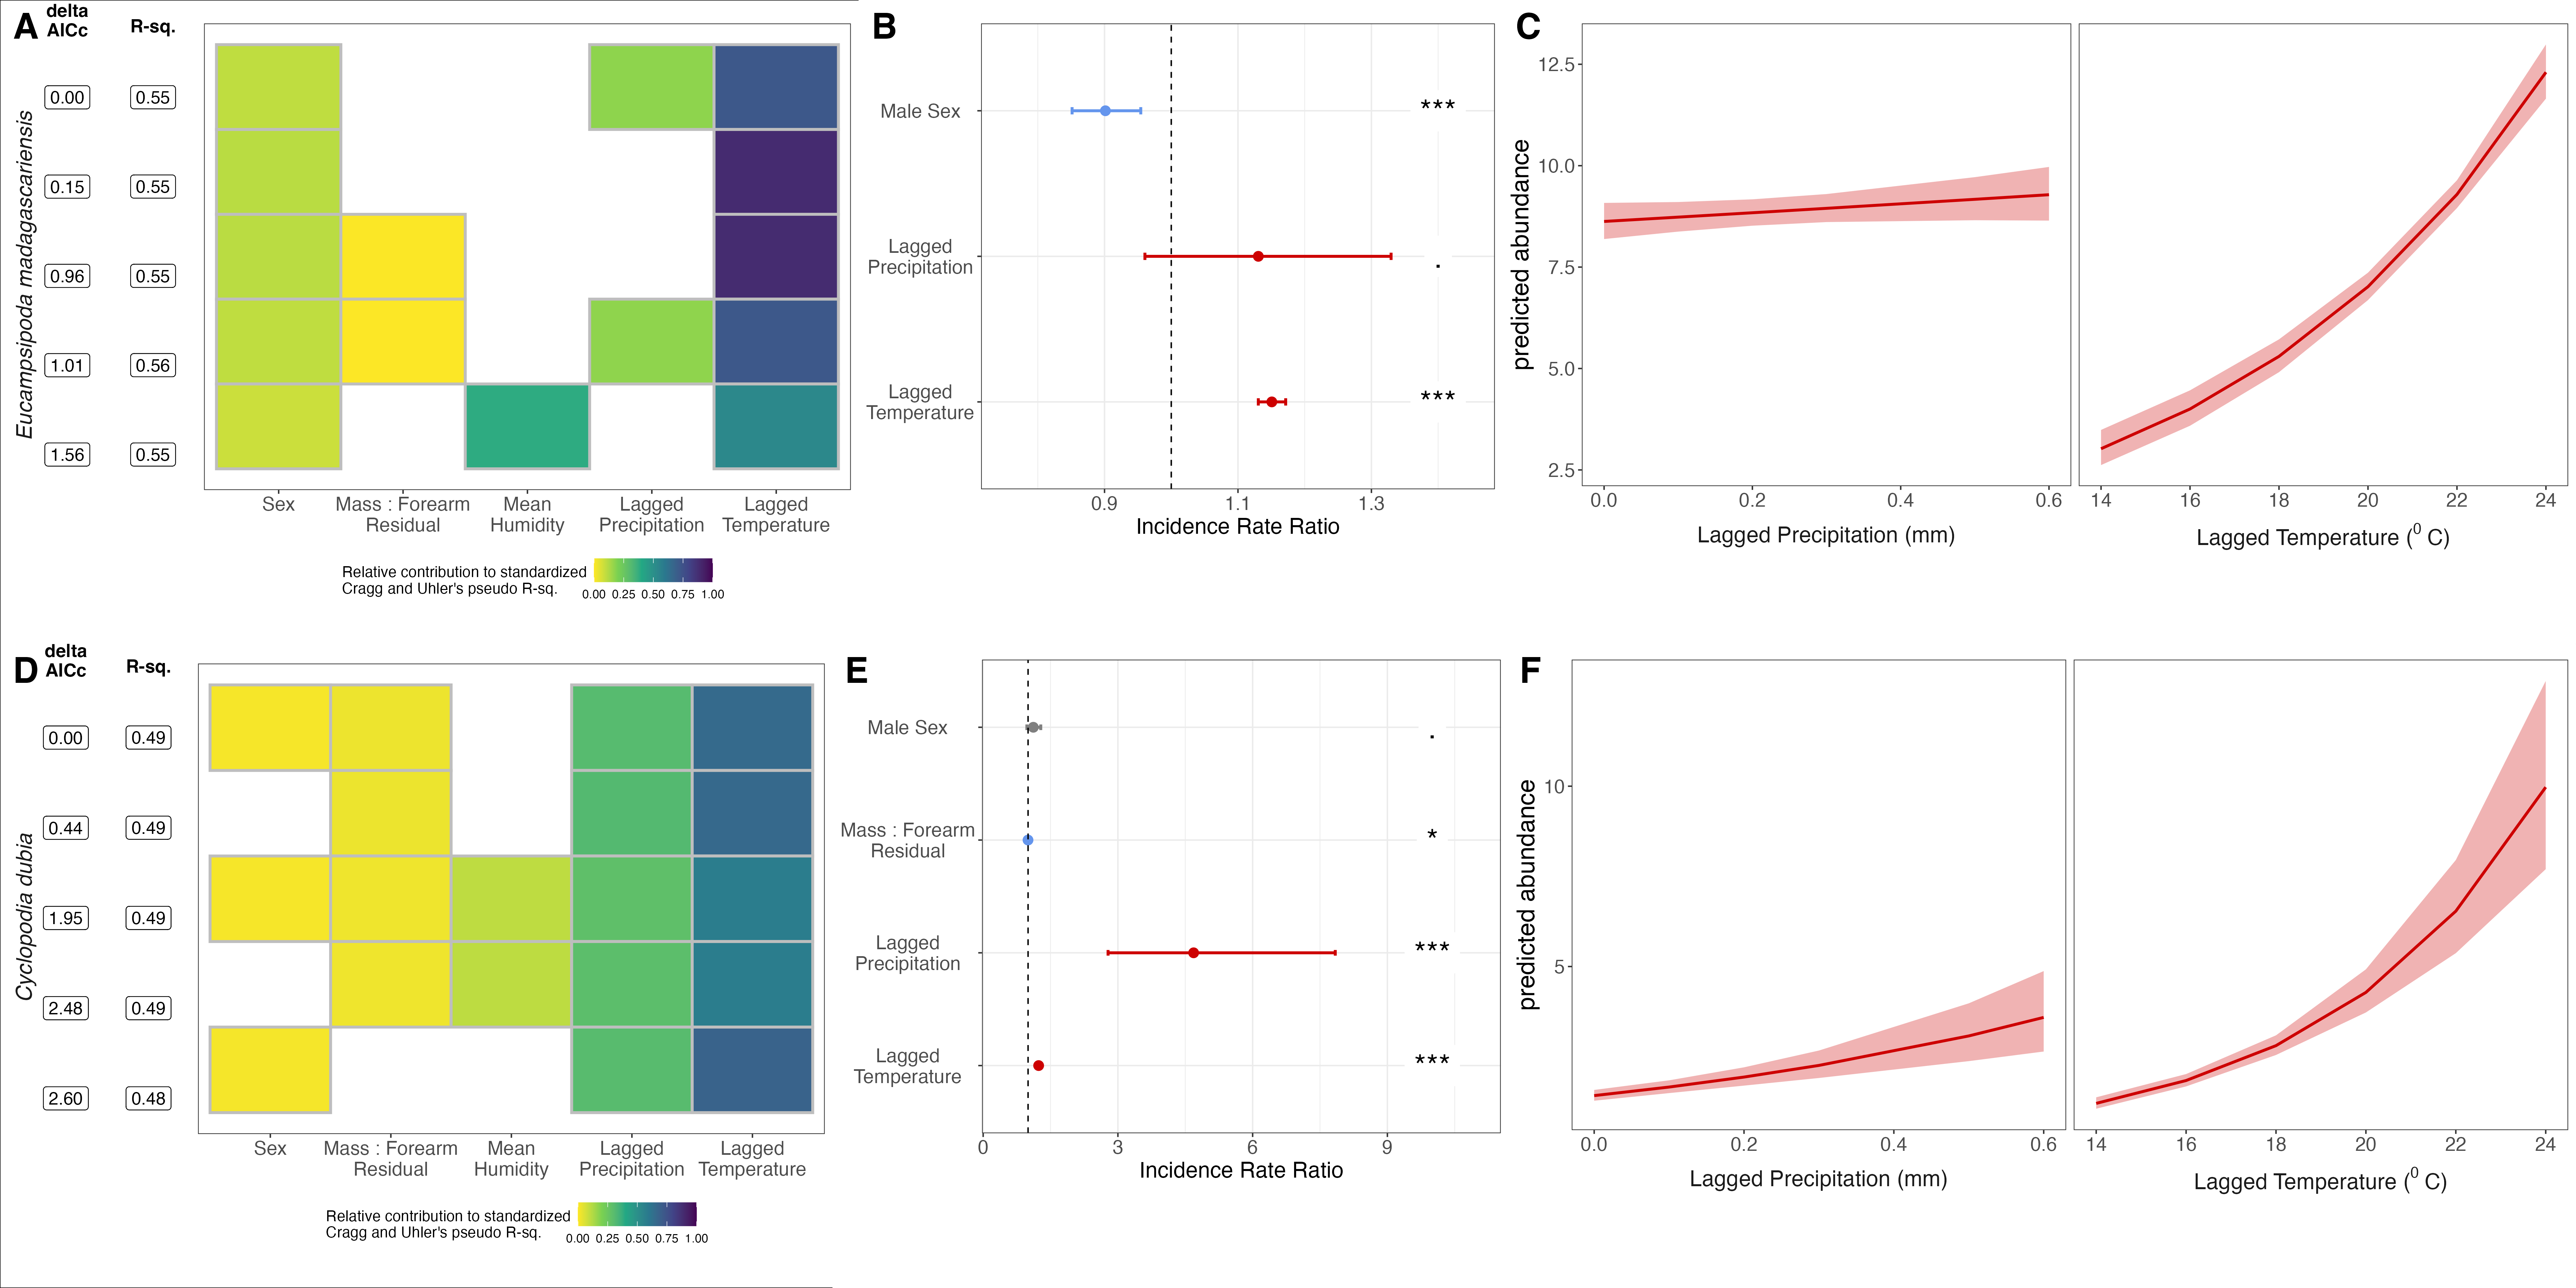 A
delta
AICc
R-sq.
Eucampsipoda madagascariensis
0.00
0.55
0.15
0.55
0.96
0.55
1.01
0.56
1.56
0.55
Sex
Mass : Forearm
Residual
Mean
Humidity
Lagged
Precipitation
Lagged
Temperature
Relative contribution to standardized
Cragg and Uhler's pseudo R-sq.
0.00 0.25 0.50 0.75 1.00
B
Male Sex
***
Lagged
Precipitation
.
Lagged
Temperature
***
0.9 1.1 1.3
Incidence Rate Ratio
C
predicted abundance
12.5
10.0
7.5
5.0
2.5
0.0 0.2 0.4 0.6
Lagged Precipitation (mm)
14 16 18 20 22 24
Lagged Temperature (⁰ C)
D
delta
AICc
R-sq.
Cyclopodia dubia
0.00
0.49
0.44
0.49
1.95
0.49
2.48
0.49
2.60
0.48
Sex
Mass : Forearm
Residual
Mean
Humidity
Lagged
Precipitation
Lagged
Temperature
Relative contribution to standardized
Cragg and Uhler's pseudo R-sq.
0.00 0.25 0.50 0.75 1.00
E
Male Sex
.
Mass : Forearm
Residual
*
Lagged
Precipitation
***
Lagged
Temperature
***
0 3 6 9
Incidence Rate Ratio
F
predicted abundance
10
5
0.0 0.2 0.4 0.6
Lagged Precipitation (mm)
14 16 18 20 22 24
Lagged Temperature (⁰ C)